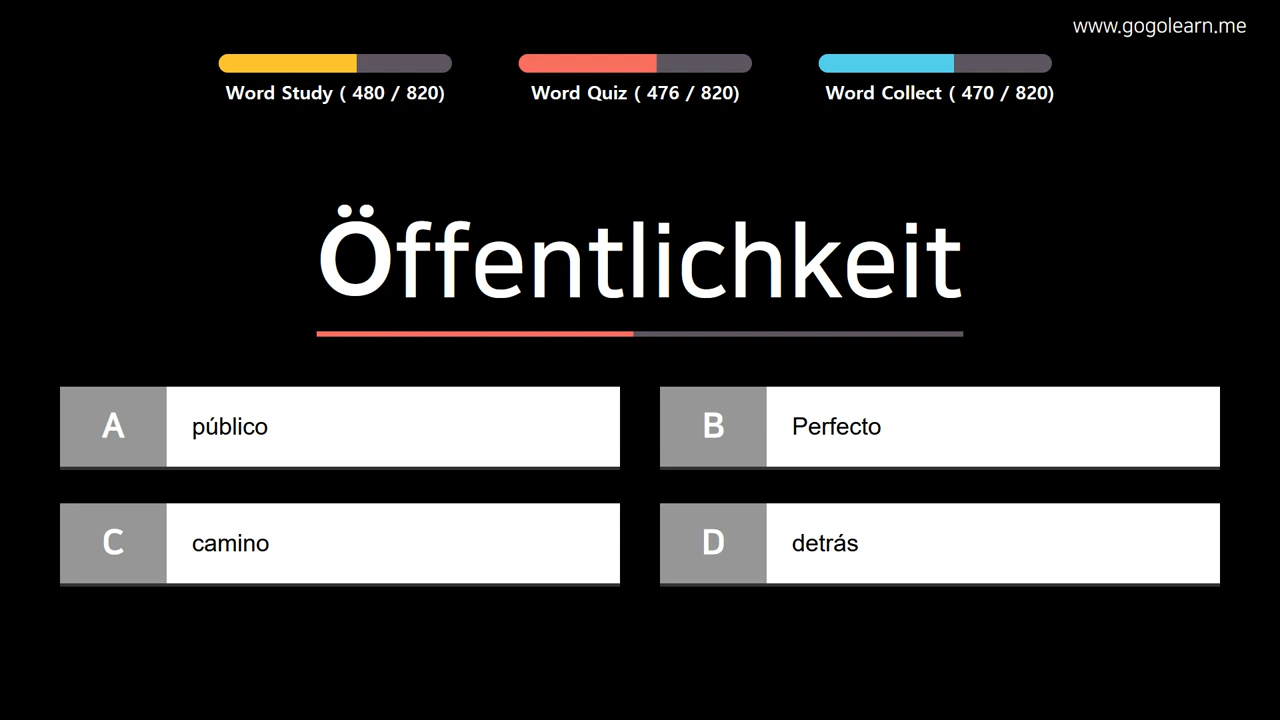 www.gogolearn.me
Word Study ( 480 / 820)
Word Quiz ( 476 / 820)
Word Collect ( 470 / 820)
Öffentlichkeit
A público
B Perfecto
C camino
D detrás